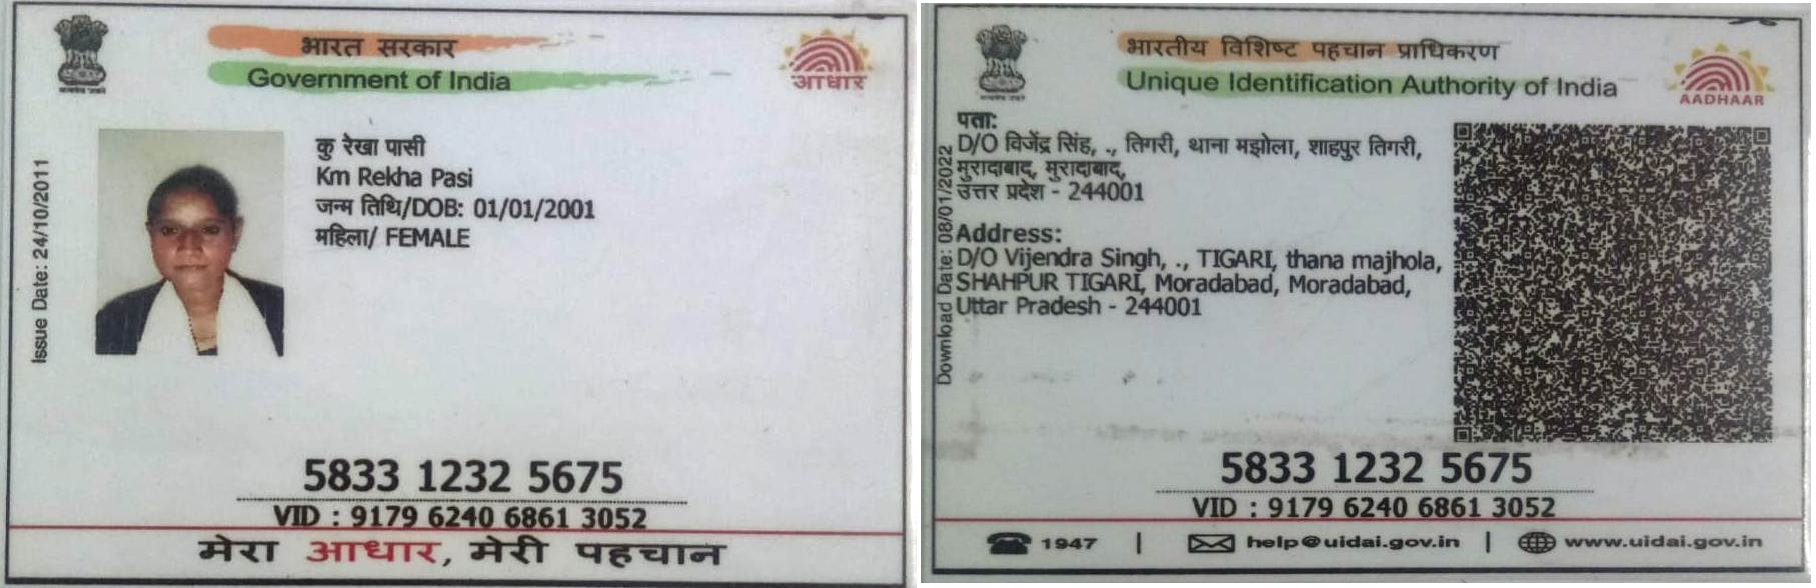 भारत सरकार
Government of India
आधार
Issue Date: 24/10/2011
कु रेखा पासी
Km Rekha Pasi
जन्म तिथि/DOB: 01/01/2001
महिला/ FEMALE
5833 1232 5675
VID : 9179 6240 6861 3052
मेरा आधार, मेरी पहचान
भारतीय विशिष्ट पहचान प्राधिकरण
Unique Identification Authority of India
AADHAAR
Download Date: 08/01/2022
पता:
D/O विजेंद्र सिंह, ., तिगरी, थाना मझोला, शाहपुर तिगरी,
मुरादाबाद, मुरादाबाद,
उत्तर प्रदेश - 244001
Address:
D/O Vijendra Singh, ., TIGARI, thana majhola,
SHAHPUR TIGARI, Moradabad, Moradabad,
Uttar Pradesh - 244001
5833 1232 5675
VID : 9179 6240 6861 3052
1947 | help@uidai.gov.in | www.uidai.gov.in